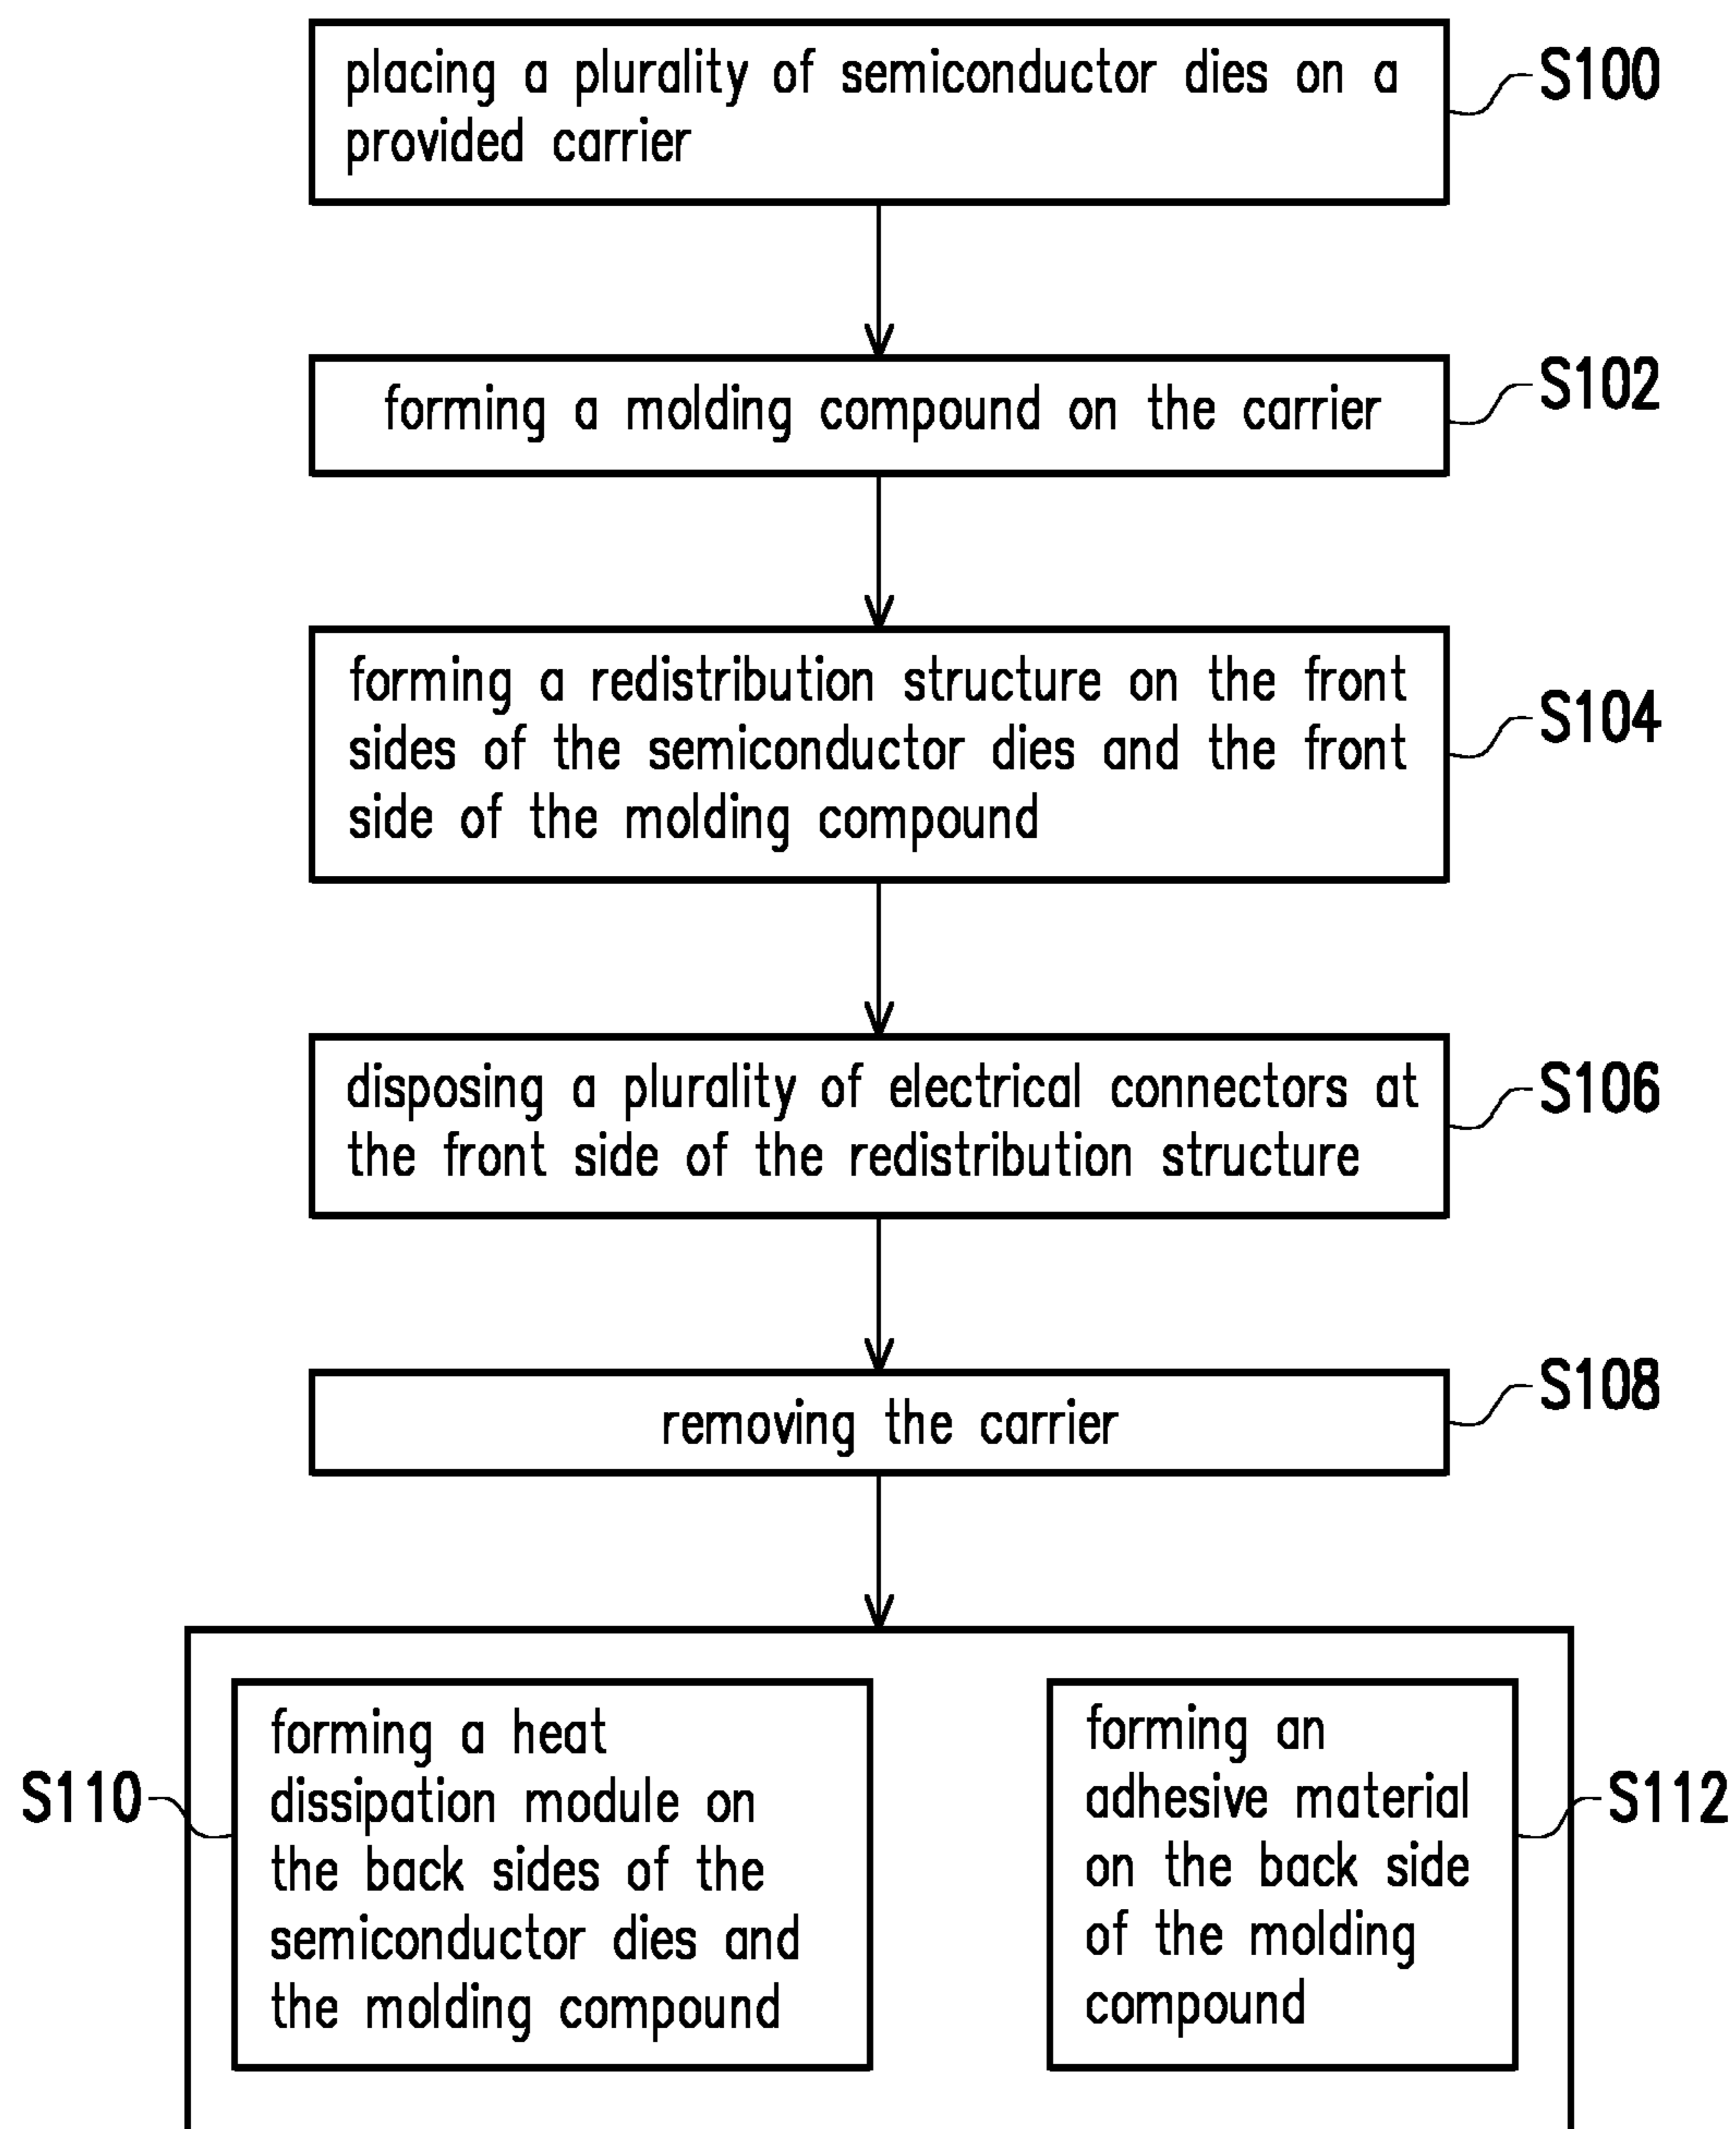 placing a plurality of semiconductor dies on a
provided carrier
S100
forming a molding compound on the carrier
S102
forming a redistribution structure on the front
sides of the semiconductor dies and the front
side of the molding compound
S104
disposing a plurality of electrical connectors at
the front side of the redistribution structure
S106
removing the carrier
S108
S110
forming a heat
dissipation module on
the back sides of the
semiconductor dies and
the molding compound
forming an
adhesive material
on the back side
of the molding
compound
S112